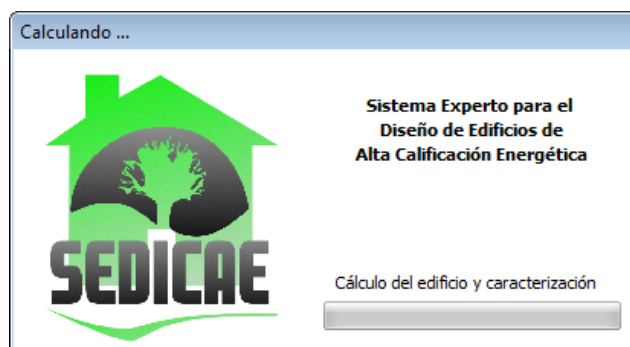 Calculando ...
Sistema Experto para el
Diseño de Edificios de
Alta Calificación Energética
SEDICAE
Cálculo del edificio y caracterización